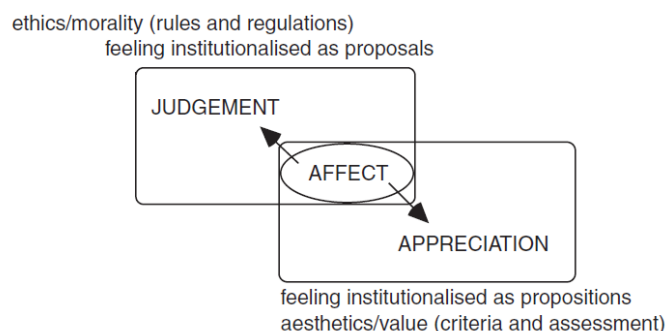 ethics/morality (rules and regulations)
feeling institutionalised as proposals
JUDGEMENT
AFFECT
APPRECIATION
feeling institutionalised as propositions
aesthetics/value (criteria and assessment)